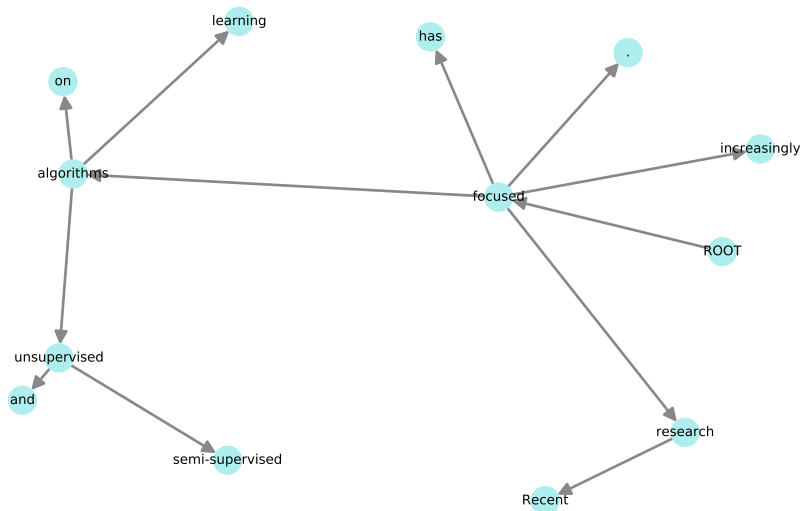 learning
has
.
on
increasingly
algorithms
focused
ROOT
unsupervised
and
research
semi-supervised
Recent